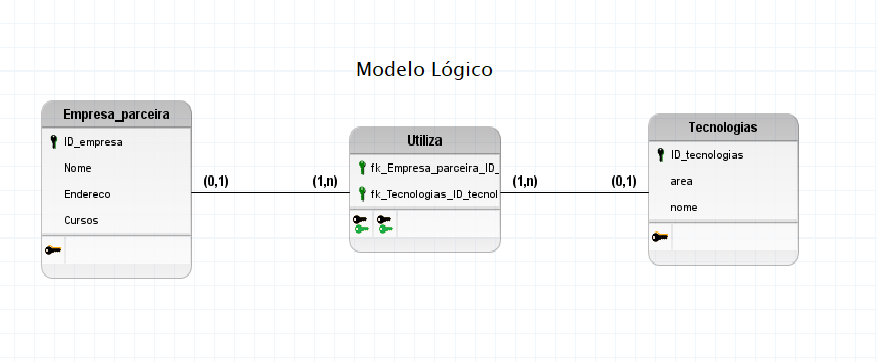 Modelo Lógico
Empresa_parceira
ID_empresa
Nome
Endereco
Cursos
(0,1)
(1,n)
Utiliza
fk_Empresa_parceira_ID_
fk_Tecnologias_ID_tecnol
(1,n)
(0,1)
Tecnologias
ID_tecnologias
area
nome